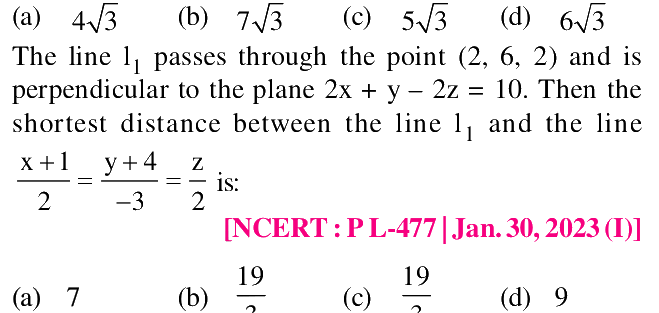 (a) 4√3 (b) 7√3 (c) 5√3 (d) 6√3
The line l₁ passes through the point (2, 6, 2) and is
perpendicular to the plane 2x + y – 2z = 10. Then the
shortest distance between the line l₁ and the line
(x+1)/2 = (y+4)/–3 = z/2 is:
[NCERT : P L-477 | Jan. 30, 2023 (I)]
(a) 7 (b) 19 (c) 19 (d) 9